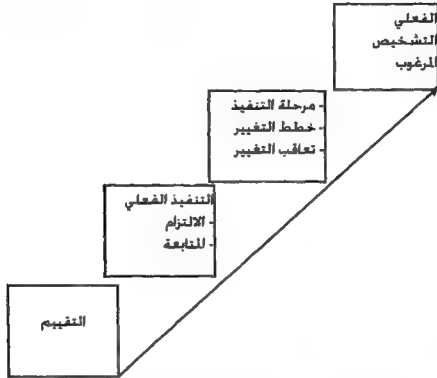 الفعلي
التشخيص
المرغوب
- مرحلة التنفيذ
- خطط التغيير
- تعاقب التغيير
التنفيذ الفعلي
- الالتزام
- المتابعة
التقييم